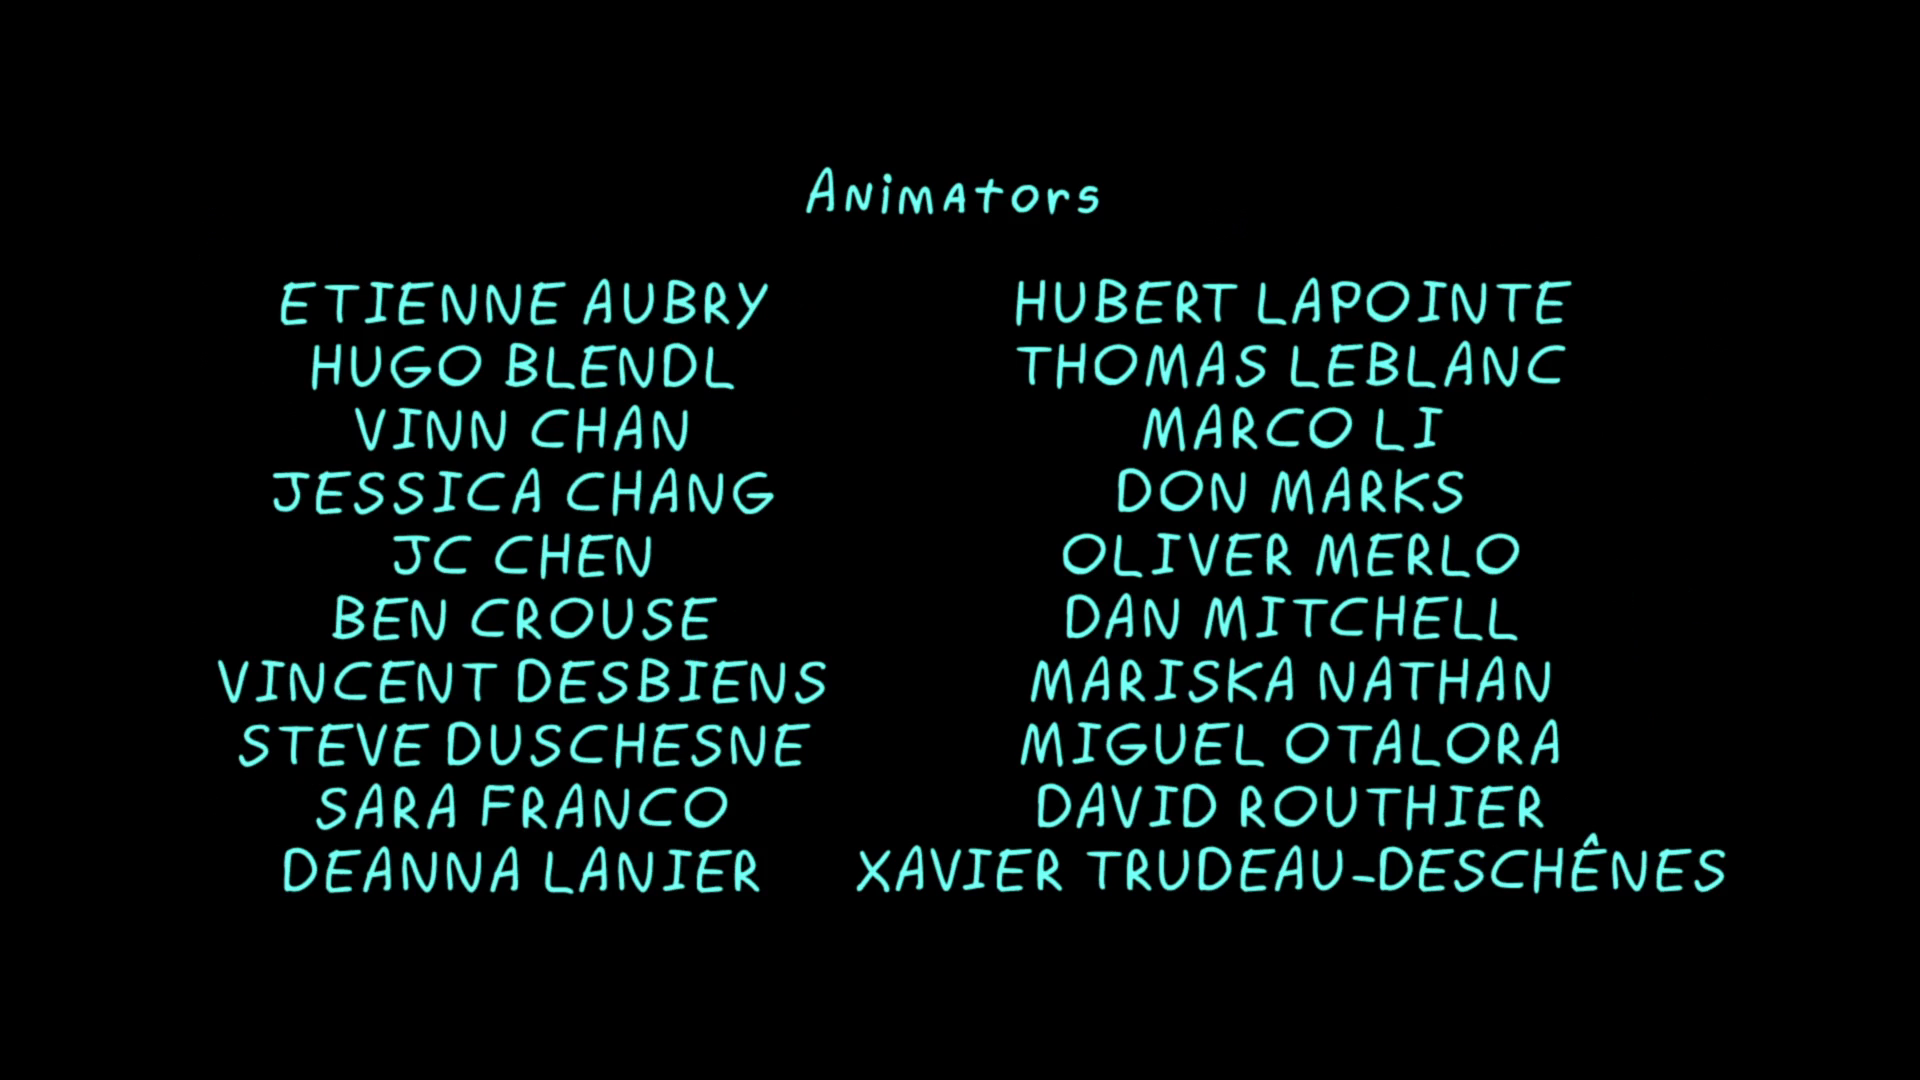 Animators
ETIENNE AUBRY
HUGO BLENDL
VINN CHAN
JESSICA CHANG
JC CHEN
BEN CROUSE
VINCENT DESBIENS
STEVE DUSCHESNE
SARA FRANCO
DEANNA LANIER
HUBERT LAPOINTE
THOMAS LEBLANC
MARCO LI
DON MARKS
OLIVER MERLO
DAN MITCHELL
MARISKA NATHAN
MIGUEL OTALORA
DAVID ROUTHIER
XAVIER TRUDEAU-DESCHÊNES